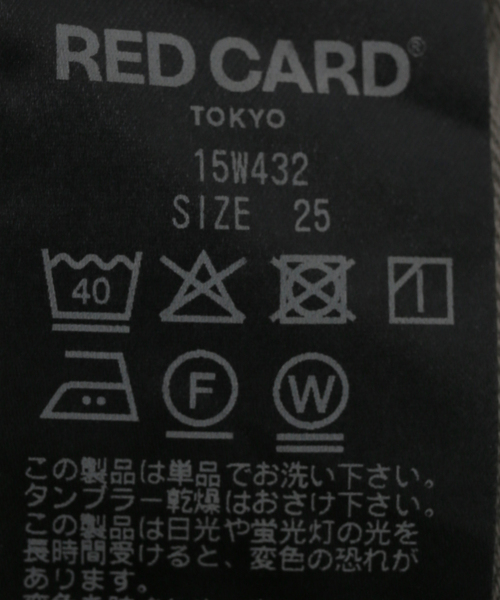 RED CARD®
TOKYO
15W432
SIZE 25
40
F W
この製品は単品でお洗い下さい。
タンブラー乾燥はおさけ下さい。
この製品は日光や蛍光灯の光を
長時間受けると、変色の恐れが
あります。